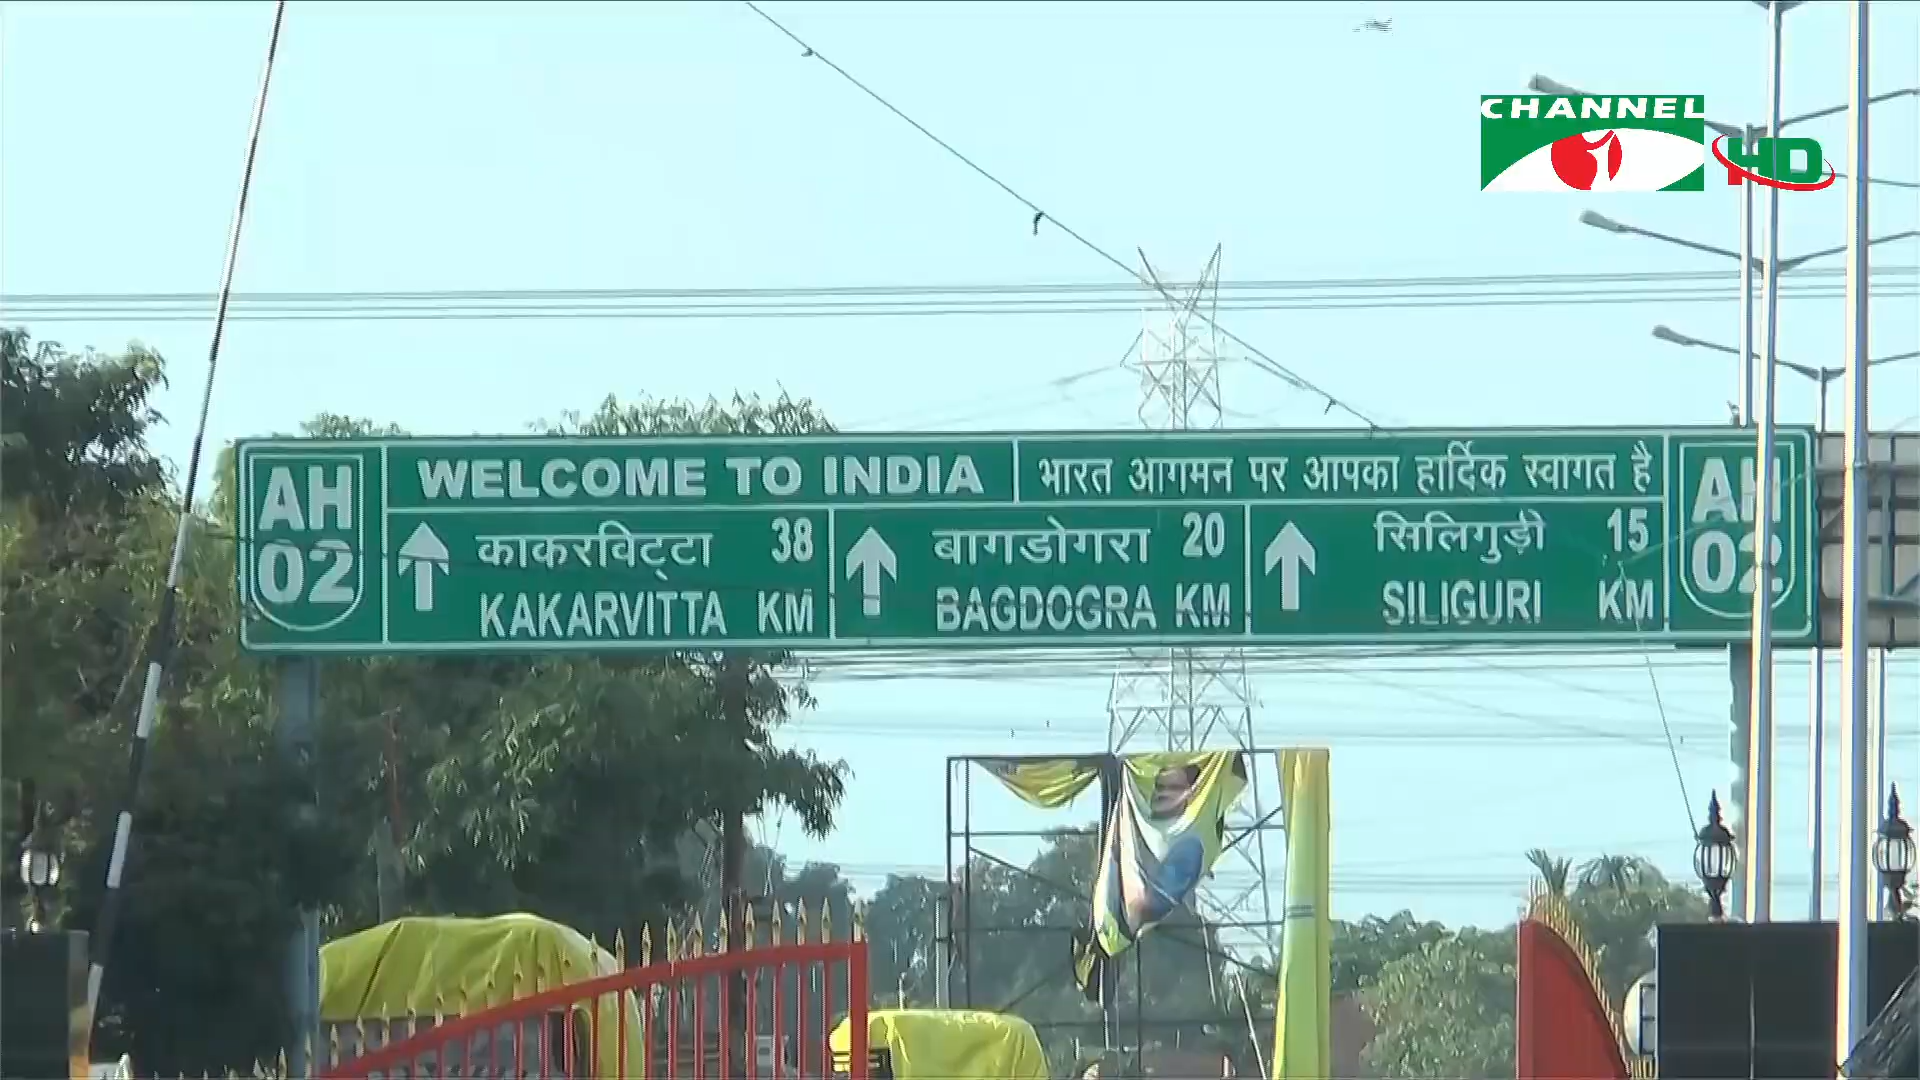 CHANNEL
HD
AH
02
WELCOME TO INDIA
भारत आगमन पर आपका हार्दिक स्वागत है
AH
02
काकरविट्टा 38
KAKARVITTA KM
बागडोगरा 20
BAGDOGRA KM
सिलिगुड़ी 15
SILIGURI KM